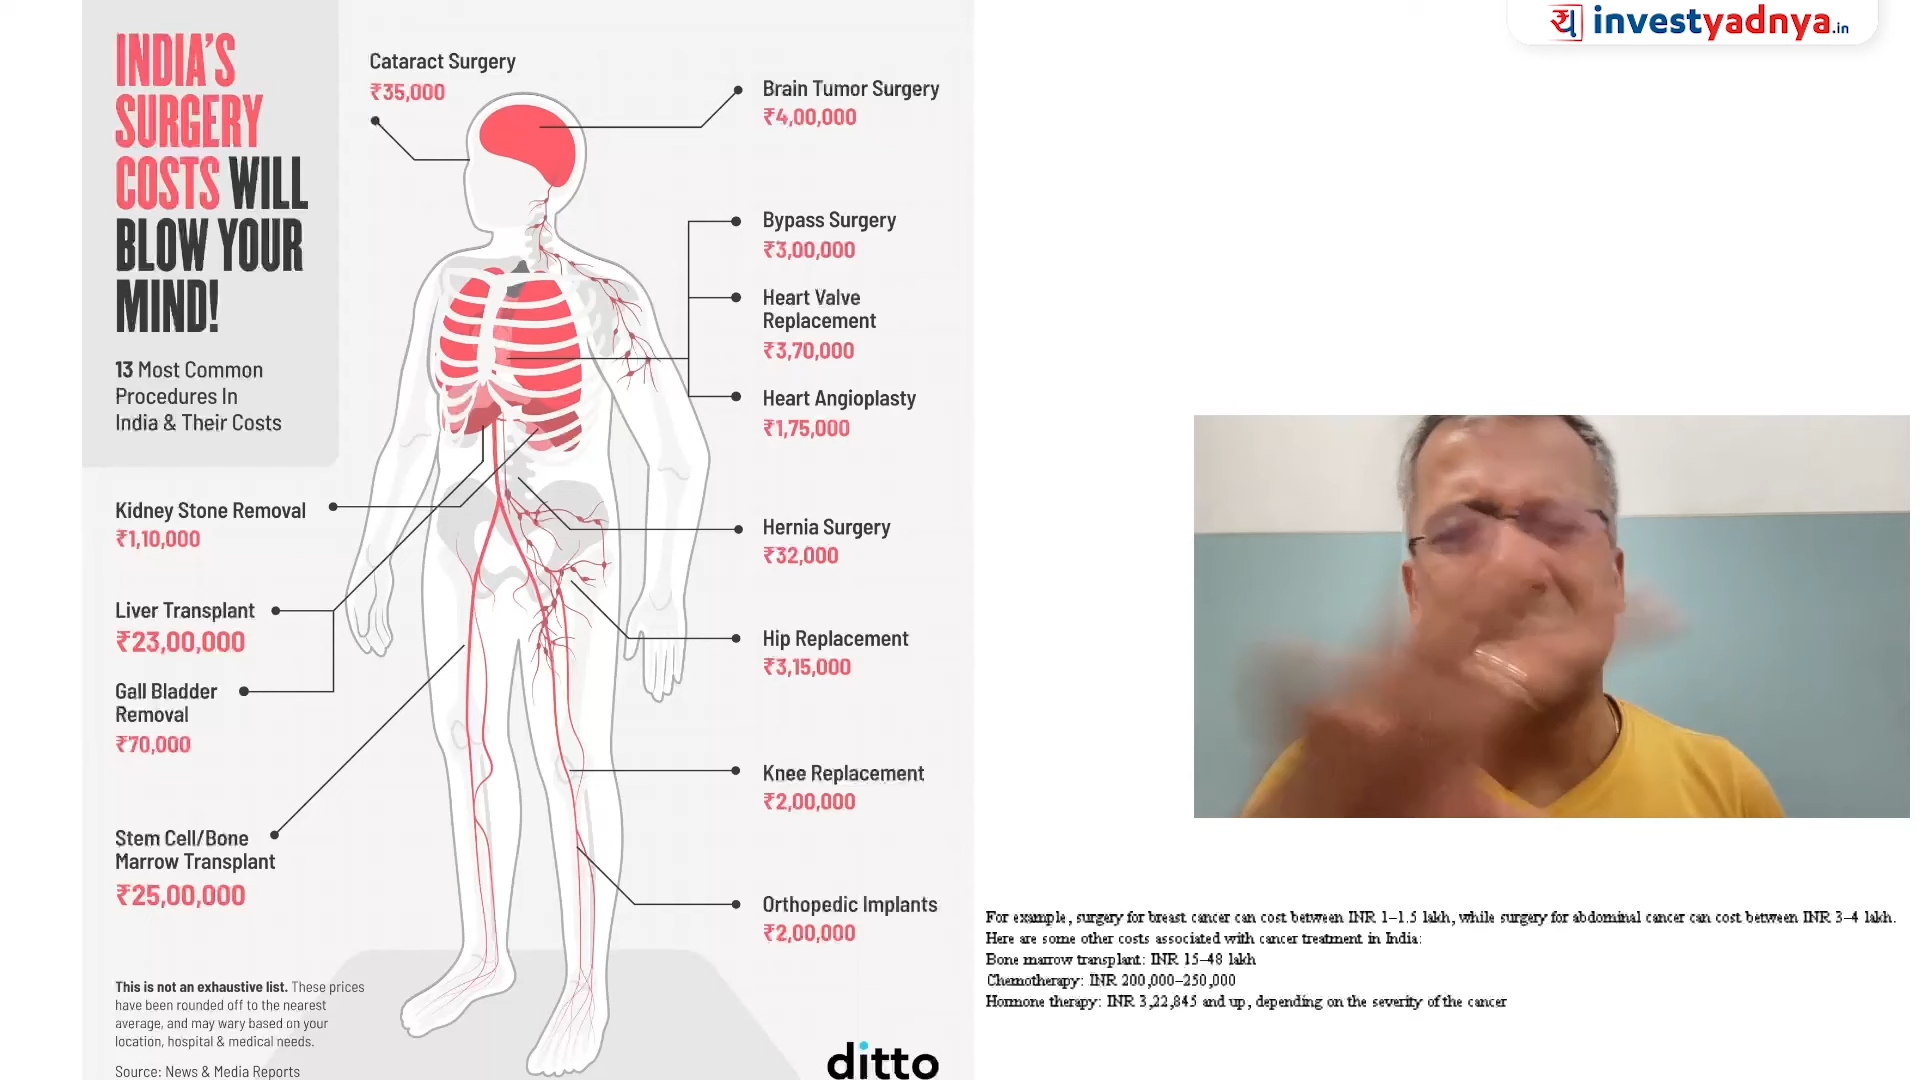 INDIA'S
SURGERY
COSTS WILL
BLOW YOUR
MIND!
13 Most Common
Procedures In
India & Their Costs
Cataract Surgery
₹35,000
Brain Tumor Surgery
₹4,00,000
Bypass Surgery
₹3,00,000
Heart Valve
Replacement
₹3,70,000
Heart Angioplasty
₹1,75,000
Kidney Stone Removal
₹1,10,000
Hernia Surgery
₹32,000
Liver Transplant
₹23,00,000
Hip Replacement
₹3,15,000
Gall Bladder
Removal
₹70,000
Knee Replacement
₹2,00,000
Stem Cell/Bone
Marrow Transplant
₹25,00,000
Orthopedic Implants
₹2,00,000
This is not an exhaustive list. These prices
have been rounded off to the nearest
average, and may vary based on your
location, hospital & medical needs.
Source: News & Media Reports
ditto
investyadnya.in
For example, surgery for breast cancer can cost between INR 1–1.5 lakh, while surgery for abdominal cancer can cost between INR 3–4 lakh.
Here are some other costs associated with cancer treatment in India:
Bone marrow transplant: INR 15–48 lakh
Chemotherapy: INR 200,000–250,000
Hormone therapy: INR 3,22,845 and up, depending on the severity of the cancer